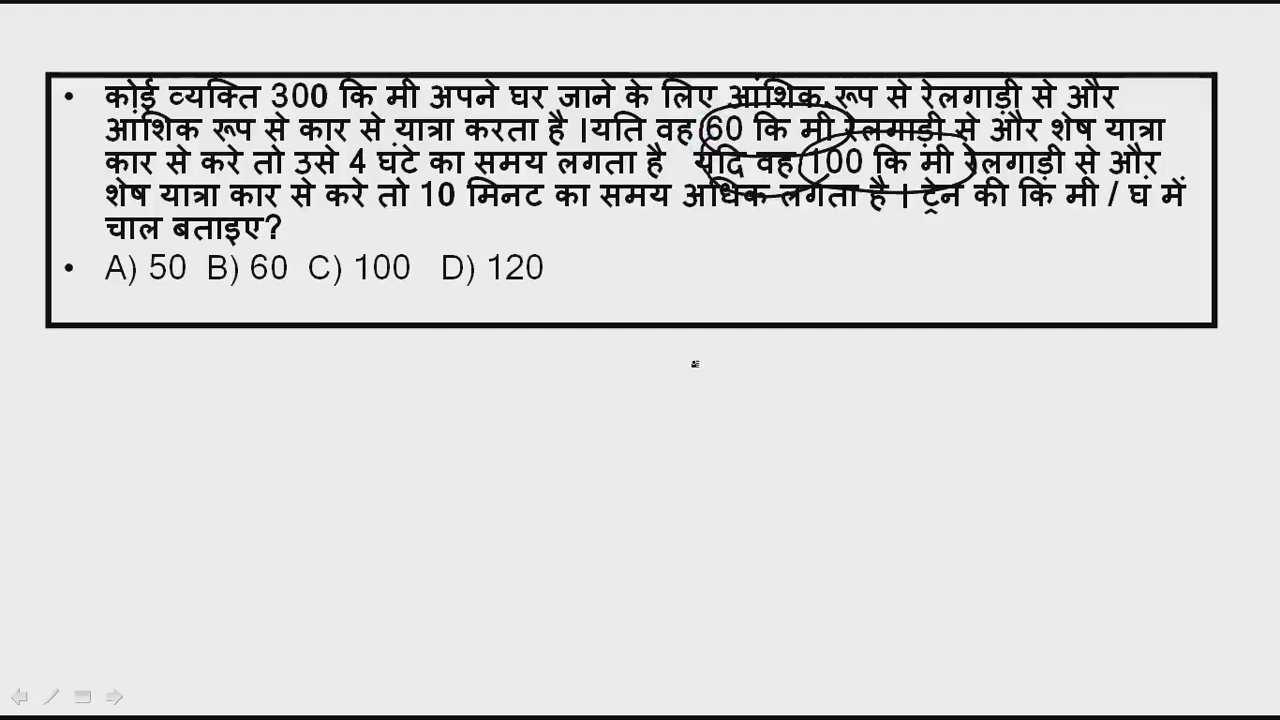 • कोई व्यक्ति 300 कि मी अपने घर जाने के लिए आंशिक रूप से रेलगाड़ी से और
आंशिक रूप से कार से यात्रा करता है ।यति वह 60 कि मी रेलगाड़ी से और शेष यात्रा
कार से करे तो उसे 4 घंटे का समय लगता है यदि वह 100 कि मी रेलगाड़ी से और
शेष यात्रा कार से करे तो 10 मिनट का समय अधिक लगता है । ट्रेन की कि मी / घं में
चाल बताइए?
• A) 50 B) 60 C) 100 D) 120